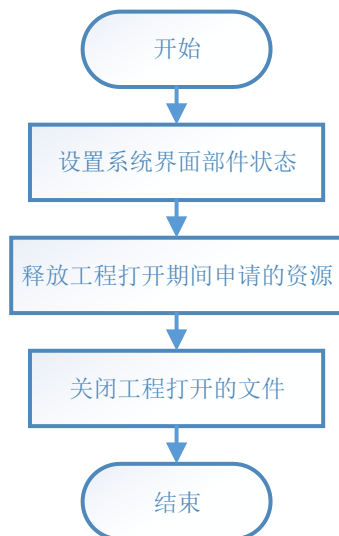 开始
设置系统界面部件状态
释放工程打开期间申请的资源
关闭工程打开的文件
结束